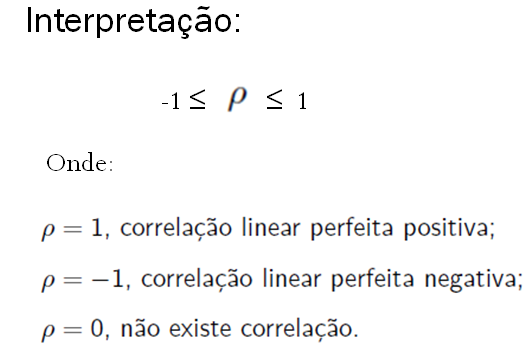 Interpretação:
-1 ≤ ρ ≤ 1
Onde:
ρ = 1, correlação linear perfeita positiva;
ρ = −1, correlação linear perfeita negativa;
ρ = 0, não existe correlação.